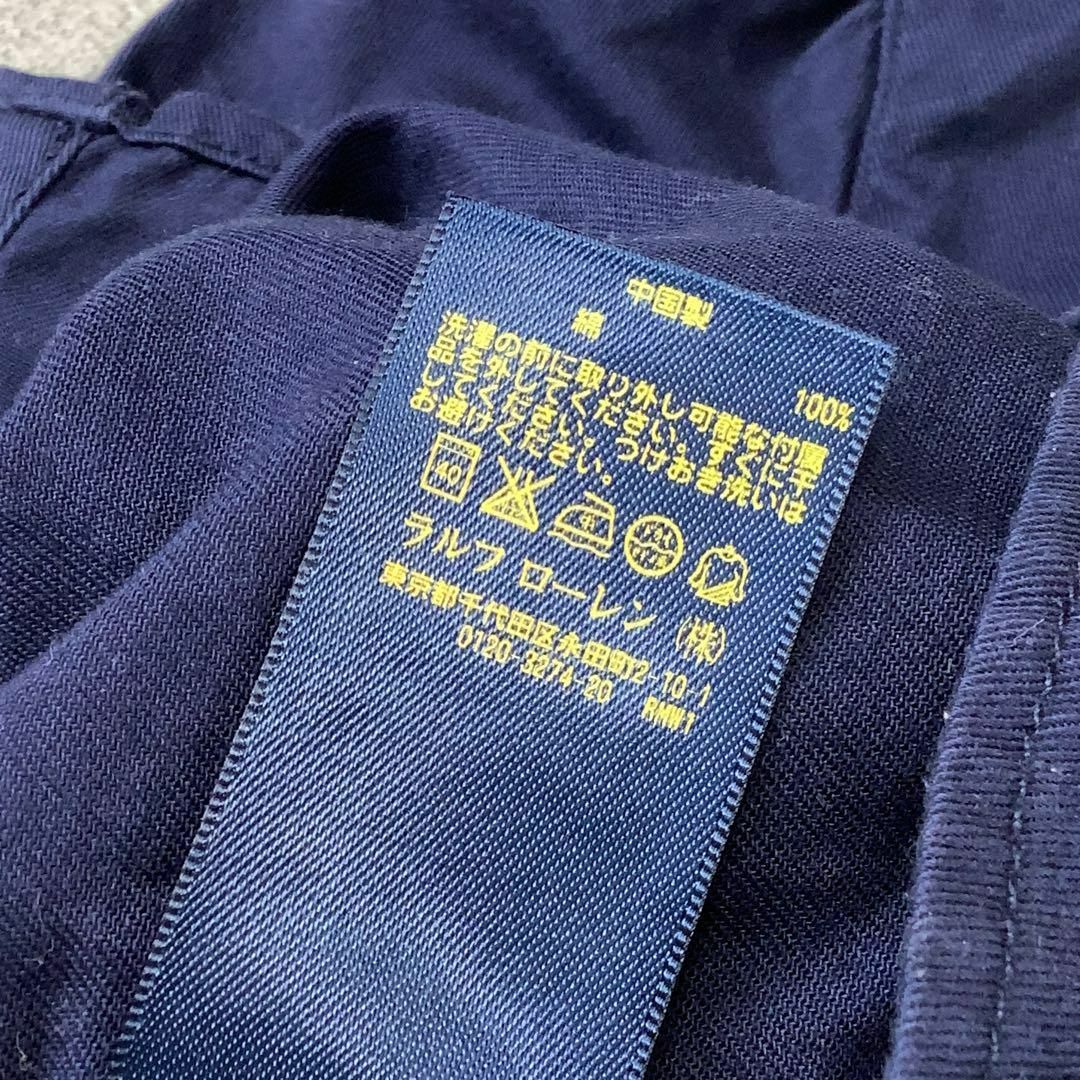 中国製
綿 100%
洗濯の前に取り外し可能な付属
品を外してください。すぐに干
してください。つけおき洗いは
お避けください。
40
ラルフ ローレン (株)
東京都千代田区永田町2-10-1
0120-3274-20 RMW1